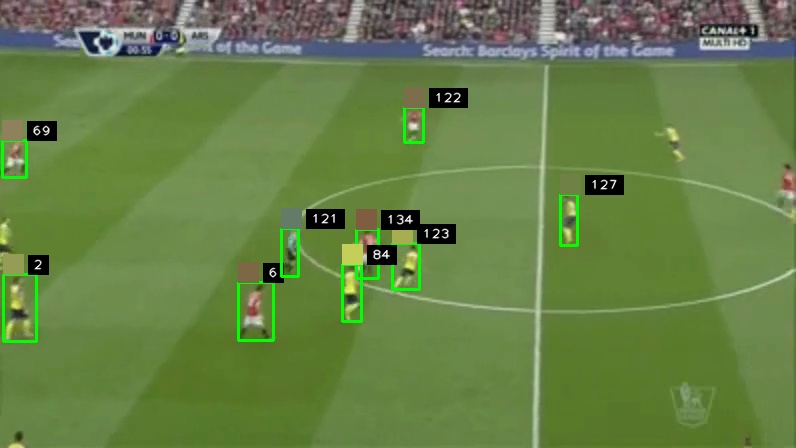 MUN 0-0 ARS
00:55
of the Game
Search: Barclays Spirit of the Game
CANAL+ 1
MULTI HD
122
69
127
121
134
123
84
2
6